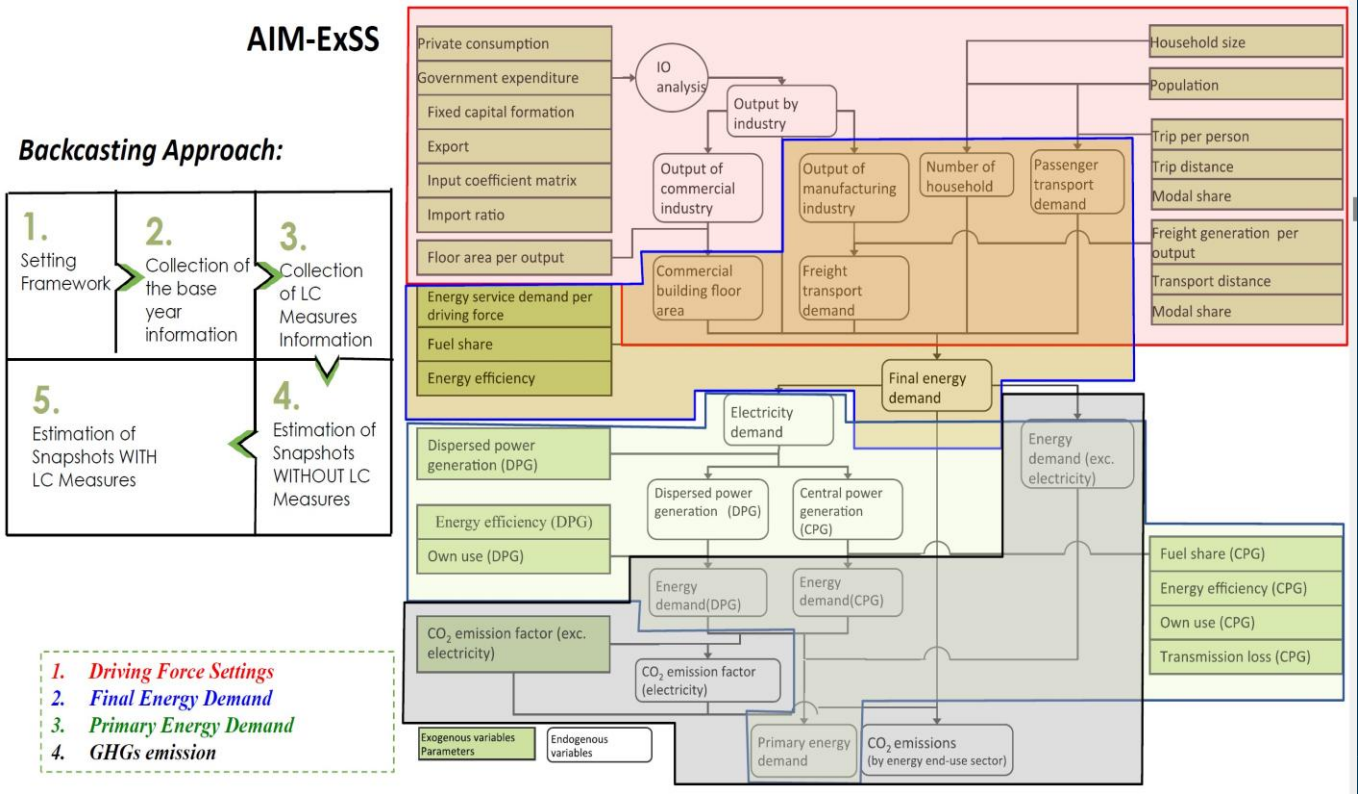 AIM-ExSS
Backcasting Approach:
1.
Setting
Framework
2.
Collection of
the base
year
information
3.
Collection
of LC
Measures
Information
4.
Estimation of
Snapshots
WITHOUT LC
Measures
5.
Estimation of
Snapshots WITH
LC Measures
1. Driving Force Settings
2. Final Energy Demand
3. Primary Energy Demand
4. GHGs emission
Private consumption
Government expenditure
Fixed capital formation
Export
Input coefficient matrix
Import ratio
Floor area per output
IO
analysis
Output by
industry
Output of
commercial
industry
Output of
manufacturing
industry
Number of
household
Passenger
transport
demand
Household size
Population
Trip per person
Trip distance
Modal share
Freight generation per
output
Transport distance
Modal share
Commercial
building floor
area
Freight
transport
demand
Energy service demand per
driving force
Fuel share
Energy efficiency
Final energy
demand
Electricity
demand
Energy
demand (exc.
electricity)
Dispersed power
generation (DPG)
Energy efficiency (DPG)
Own use (DPG)
Dispersed power
generation (DPG)
Central power
generation
(CPG)
Energy
demand(DPG)
Energy
demand(CPG)
Fuel share (CPG)
Energy efficiency (CPG)
Own use (CPG)
Transmission loss (CPG)
CO2 emission factor (exc.
electricity)
CO2 emission factor
(electricity)
Exogenous variables
Parameters
Endogenous
variables
Primary energy
demand
CO2 emissions
(by energy end-use sector)